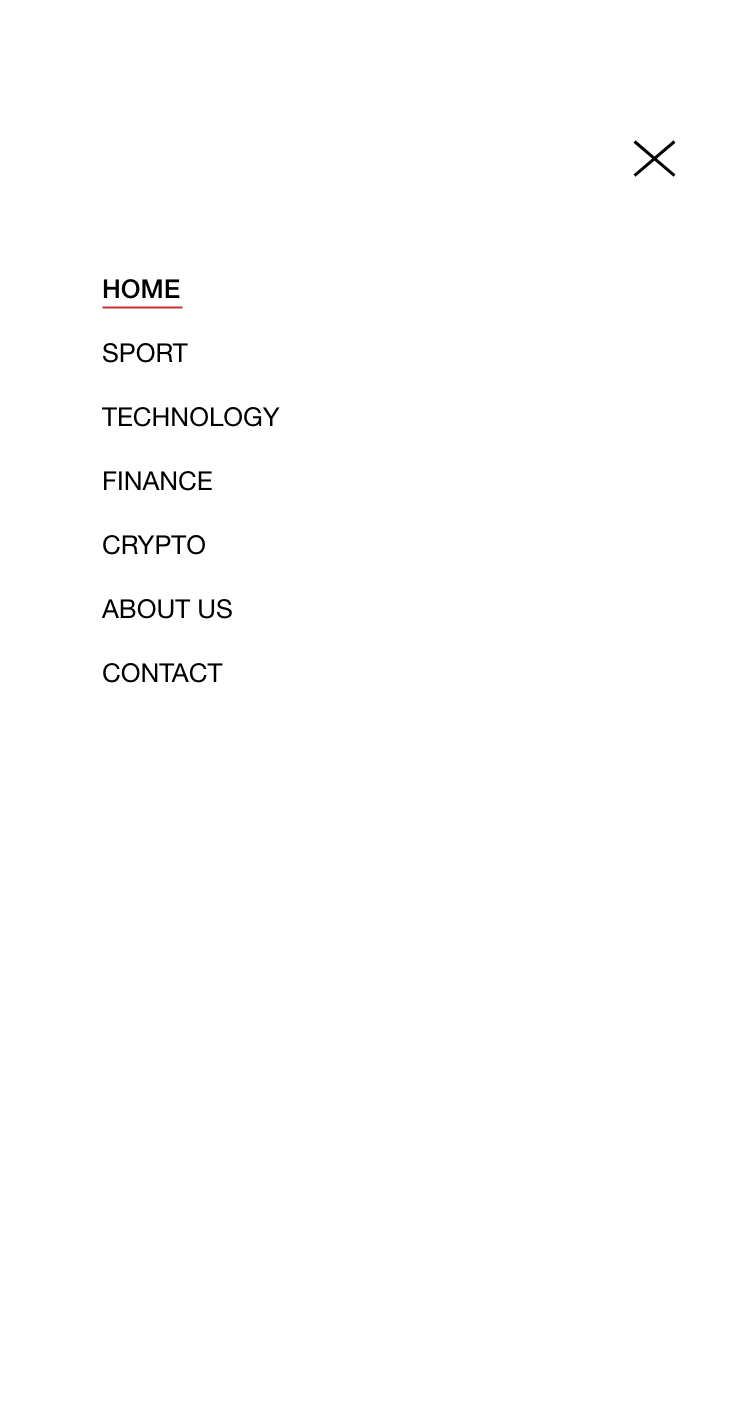 HOME
SPORT
TECHNOLOGY
FINANCE
CRYPTO
ABOUT US
CONTACT